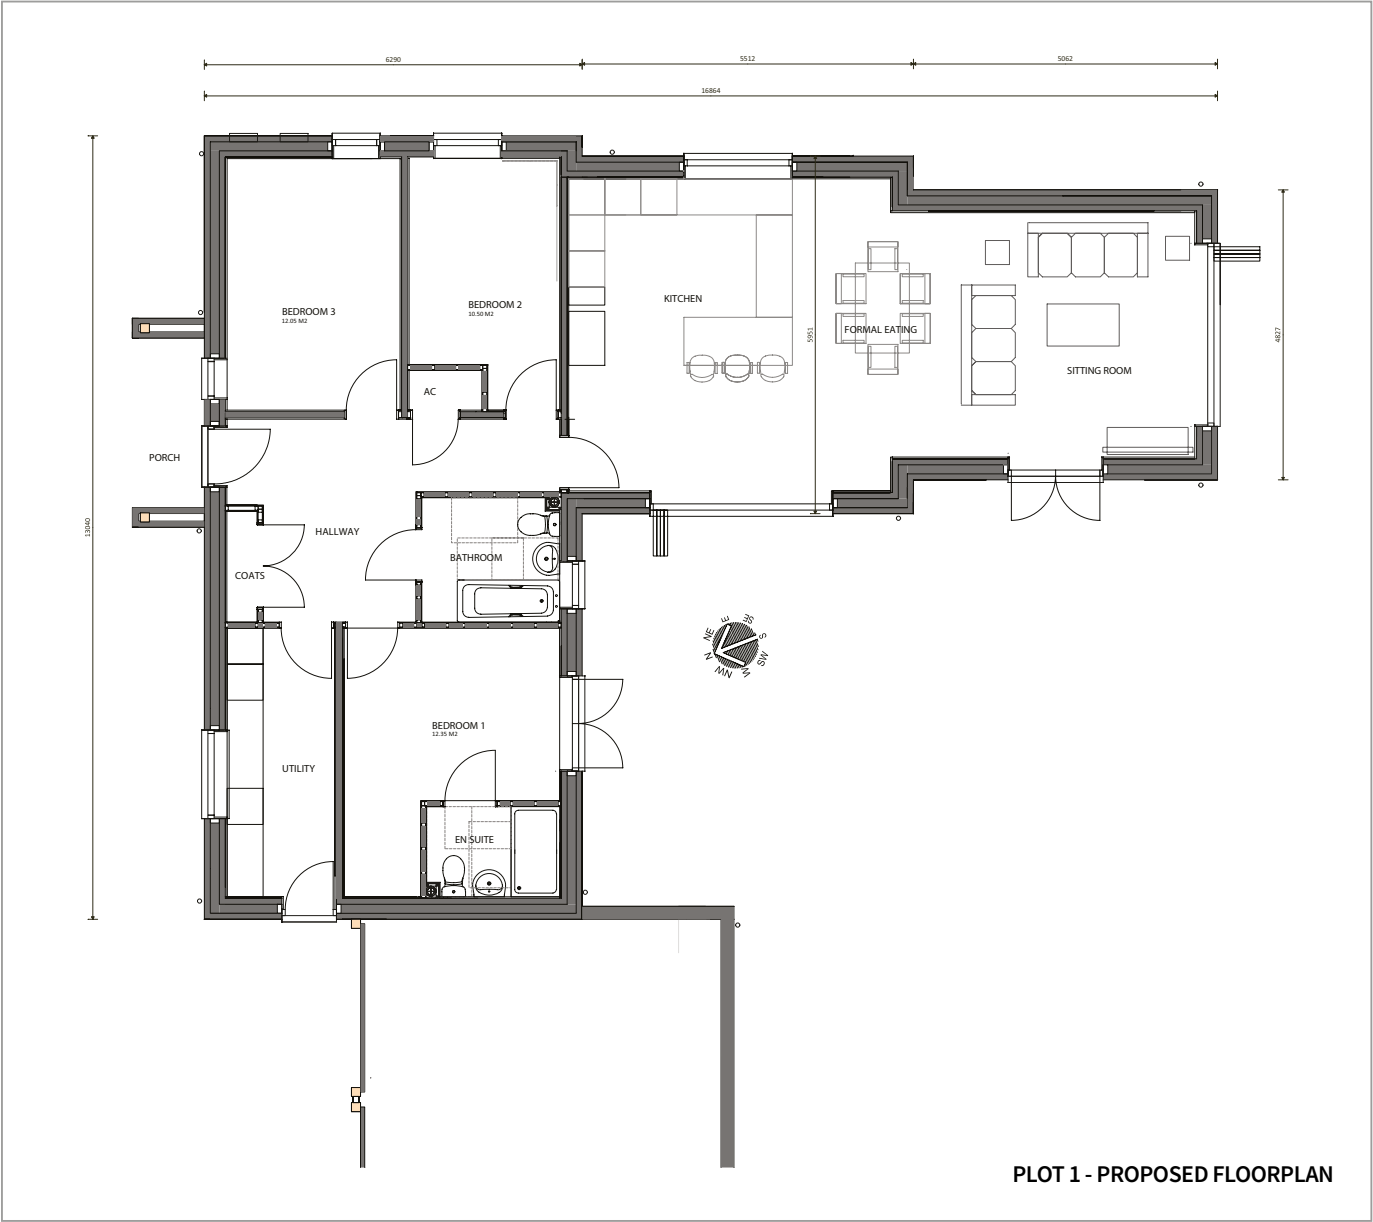 6290
5512
5062
16864
BEDROOM 3
12.05 M2
BEDROOM 2
10.50 M2
KITCHEN
5951
FORMAL EATING
4827
SITTING ROOM
AC
PORCH
13040
HALLWAY
BATHROOM
COATS
E
SE
NE
S
N
SW
NW
W
BEDROOM 1
12.35 M2
UTILITY
EN SUITE
PLOT 1 - PROPOSED FLOORPLAN